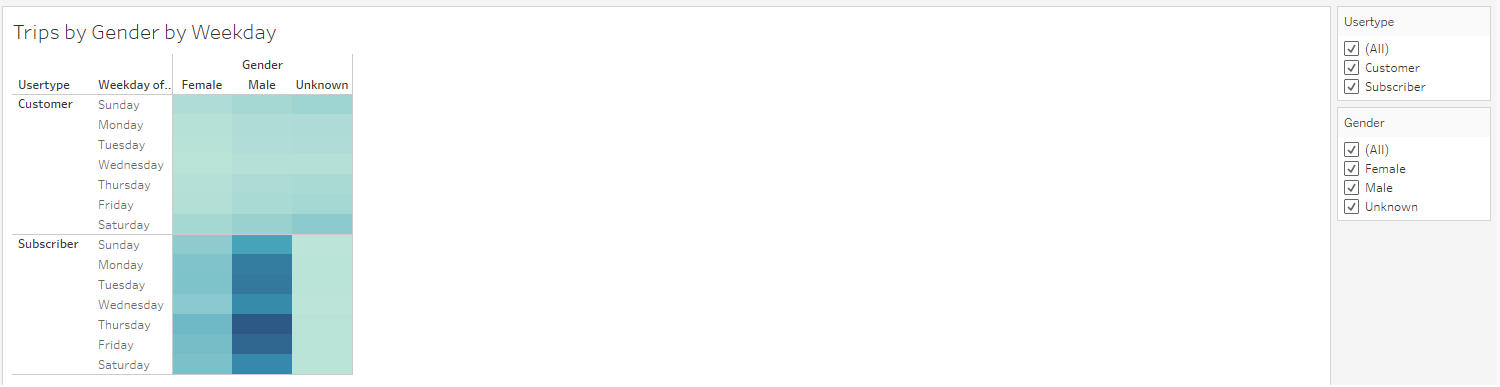 Trips by Gender by Weekday
Gender
Usertype Weekday of.. Female Male Unknown
Customer Sunday
Monday
Tuesday
Wednesday
Thursday
Friday
Saturday
Subscriber Sunday
Monday
Tuesday
Wednesday
Thursday
Friday
Saturday
Usertype
(All)
Customer
Subscriber
Gender
(All)
Female
Male
Unknown